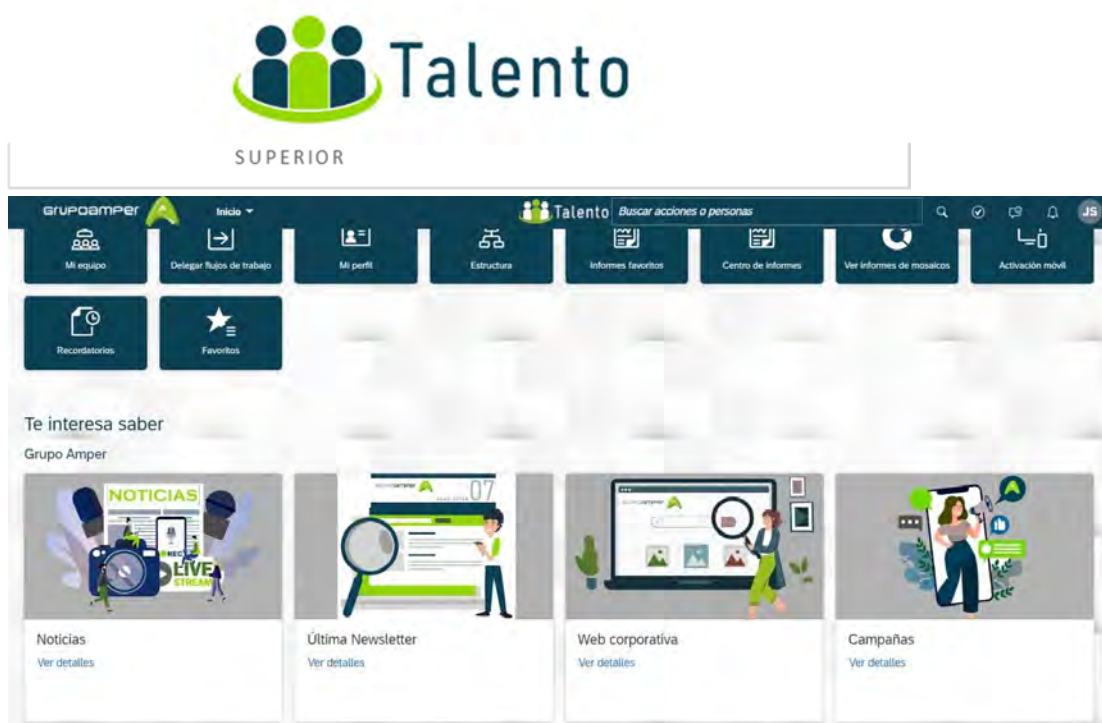 Talento
SUPERIOR
GRUPOAMPER
Inicio
Talento
Buscar acciones o personas
JS
Mi equipo
Delegar flujos de trabajo
Mi perfil
Estructura
Informes favoritos
Centro de informes
Ver informes de mosaicos
Activación móvil
Recordatorios
Favoritos
Te interesa saber
Grupo Amper
NOTICIAS
LIVE
STREAM
07
Noticias
Ver detalles
Última Newsletter
Ver detalles
Web corporativa
Ver detalles
Campañas
Ver detalles